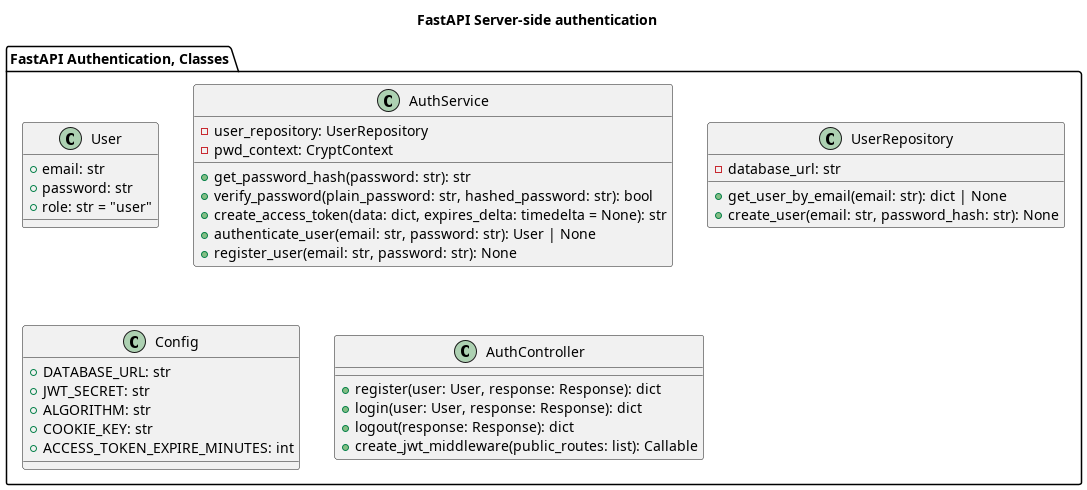 FastAPI Server-side authentication
FastAPI Authentication, Classes
C User
email: str
password: str
role: str = "user"
C AuthService
user_repository: UserRepository
pwd_context: CryptContext
get_password_hash(password: str): str
verify_password(plain_password: str, hashed_password: str): bool
create_access_token(data: dict, expires_delta: timedelta = None): str
authenticate_user(email: str, password: str): User | None
register_user(email: str, password: str): None
C UserRepository
database_url: str
get_user_by_email(email: str): dict | None
create_user(email: str, password_hash: str): None
C Config
DATABASE_URL: str
JWT_SECRET: str
ALGORITHM: str
COOKIE_KEY: str
ACCESS_TOKEN_EXPIRE_MINUTES: int
C AuthController
register(user: User, response: Response): dict
login(user: User, response: Response): dict
logout(response: Response): dict
create_jwt_middleware(public_routes: list): Callable